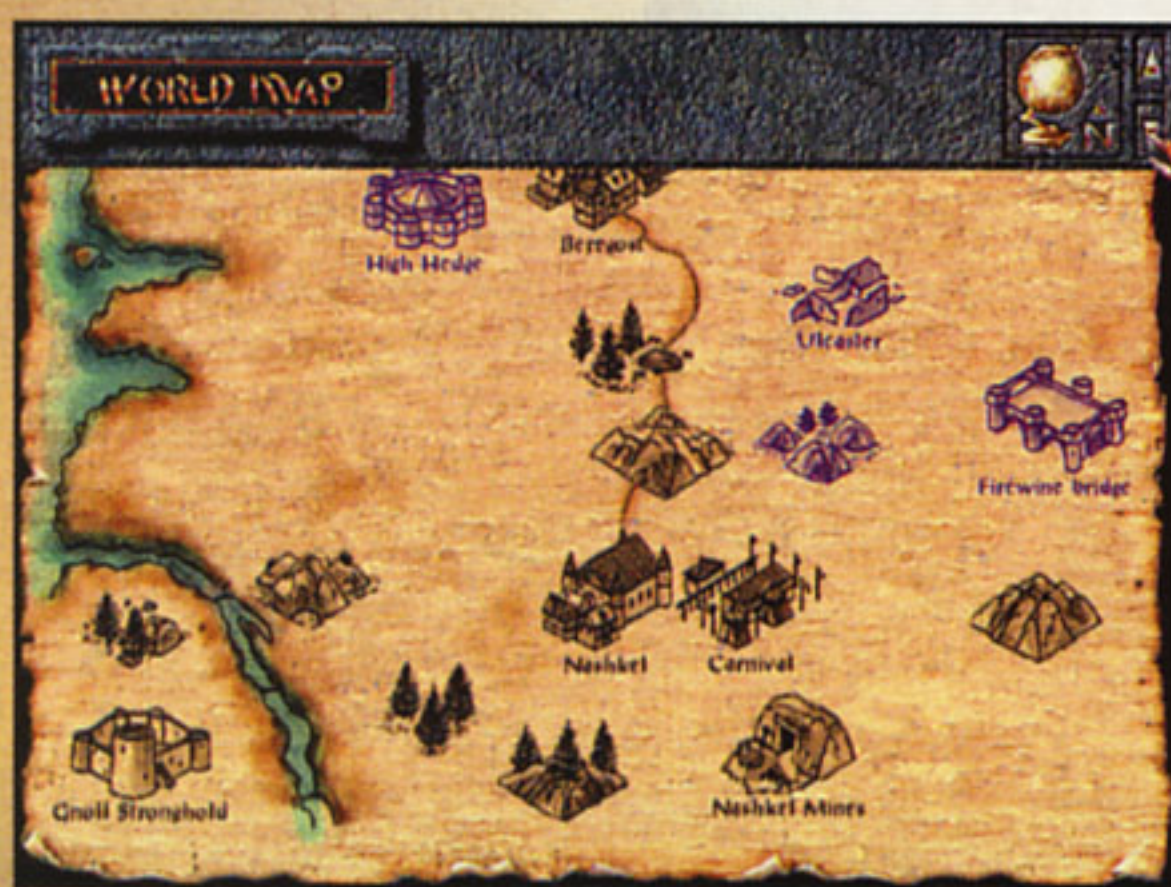 WORLD MAP
N
High Hedge
Beregost
Ulcaster
Firewine bridge
Nashkel
Carnival
Gnoll Stronghold
Nashkel Mines